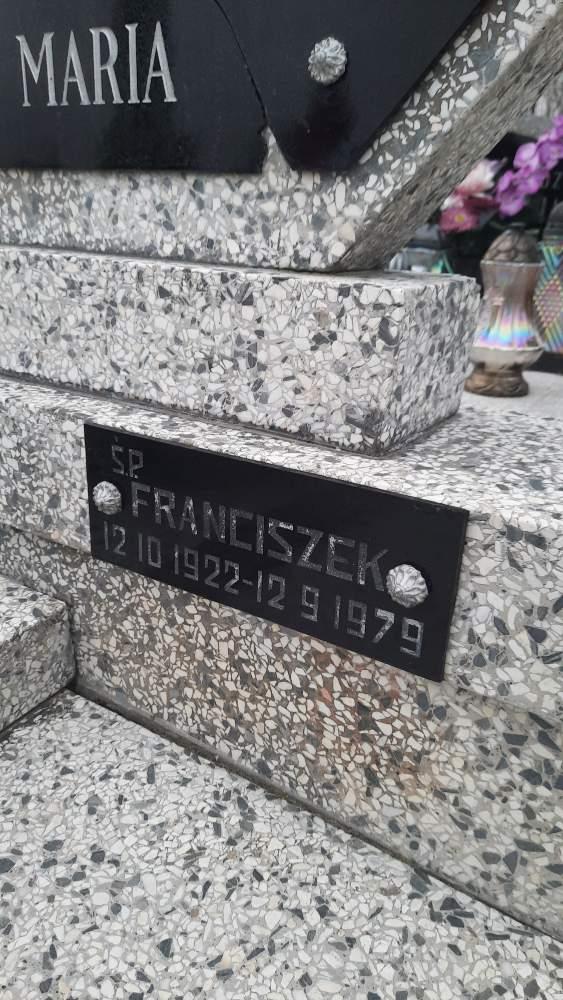 MARIA
Ś.P.
FRANCISZEK
12 10 1922-12 9 1979